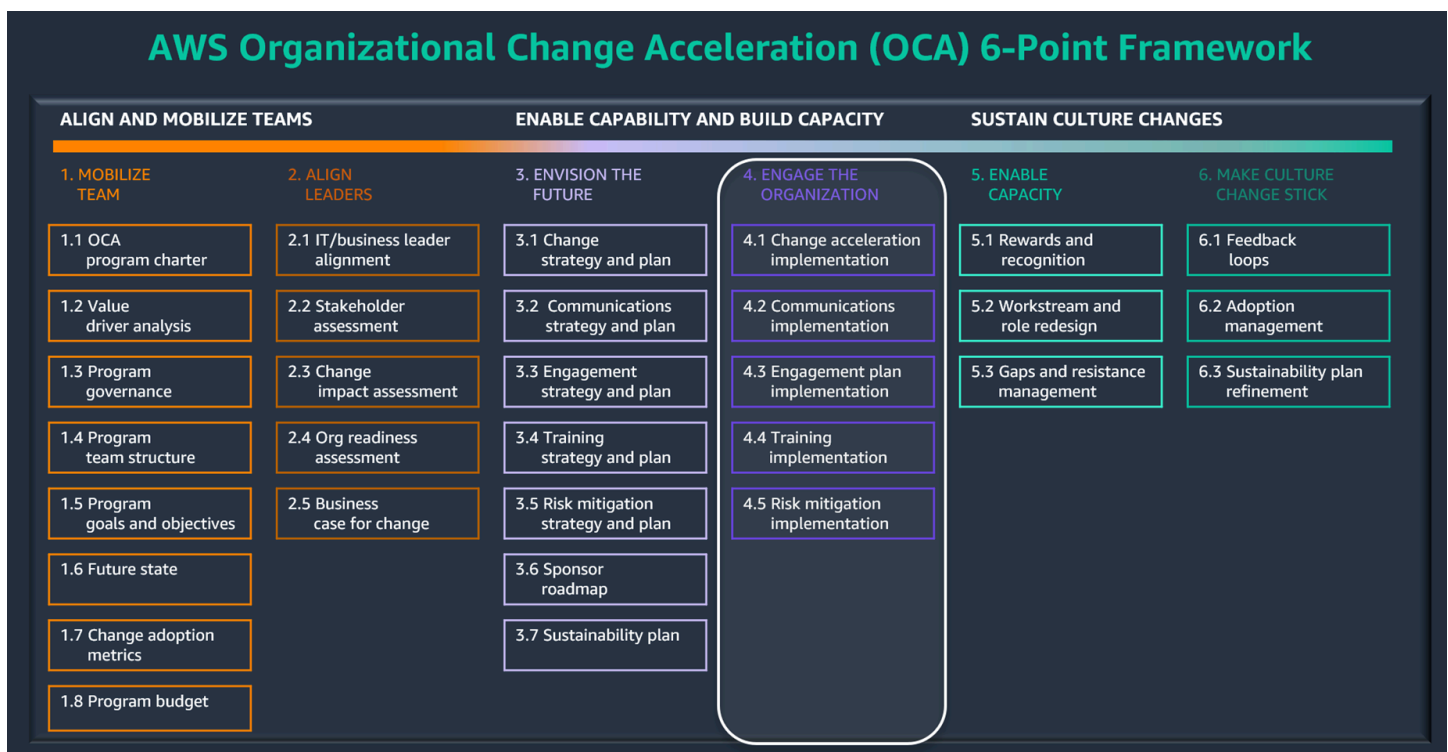 AWS Organizational Change Acceleration (OCA) 6-Point Framework
ALIGN AND MOBILIZE TEAMS
ENABLE CAPABILITY AND BUILD CAPACITY
SUSTAIN CULTURE CHANGES
1. MOBILIZE
TEAM
1.1 OCA
program charter
1.2 Value
driver analysis
1.3 Program
governance
1.4 Program
team structure
1.5 Program
goals and objectives
1.6 Future state
1.7 Change adoption
metrics
1.8 Program budget
2. ALIGN
LEADERS
2.1 IT/business leader
alignment
2.2 Stakeholder
assessment
2.3 Change
impact assessment
2.4 Org readiness
assessment
2.5 Business
case for change
3. ENVISION THE
FUTURE
3.1 Change
strategy and plan
3.2 Communications
strategy and plan
3.3 Engagement
strategy and plan
3.4 Training
strategy and plan
3.5 Risk mitigation
strategy and plan
3.6 Sponsor
roadmap
3.7 Sustainability plan
4. ENGAGE THE
ORGANIZATION
4.1 Change acceleration
implementation
4.2 Communications
implementation
4.3 Engagement plan
implementation
4.4 Training
implementation
4.5 Risk mitigation
implementation
5. ENABLE
CAPACITY
5.1 Rewards and
recognition
5.2 Workstream and
role redesign
5.3 Gaps and resistance
management
6. MAKE CULTURE
CHANGE STICK
6.1 Feedback
loops
6.2 Adoption
management
6.3 Sustainability plan
refinement